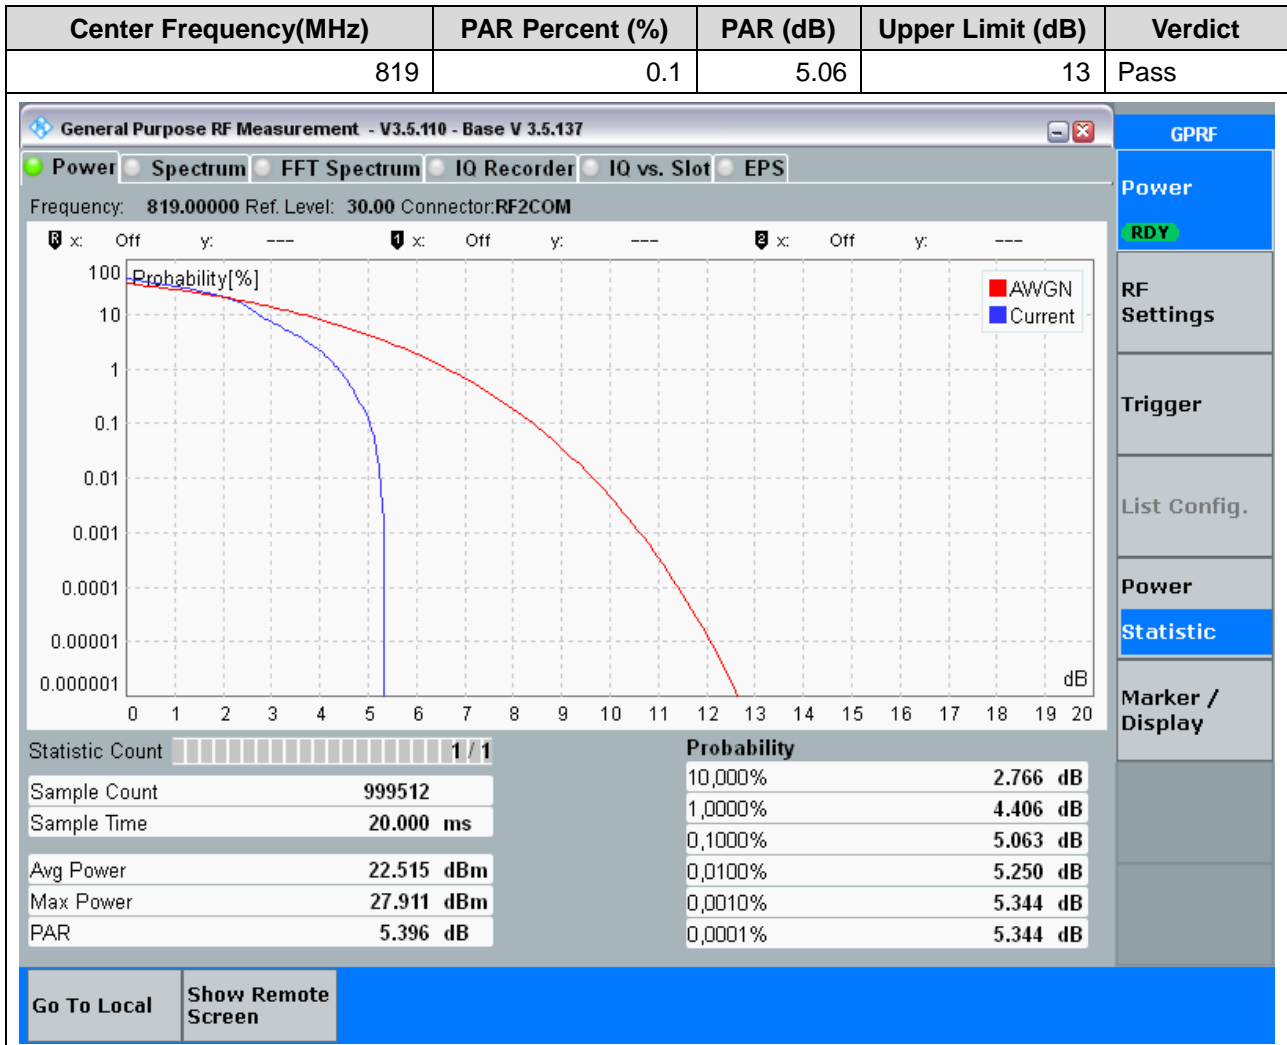 Center Frequency(MHz) PAR Percent (%) PAR (dB) Upper Limit (dB) Verdict
819 0.1 5.06 13 Pass
General Purpose RF Measurement - V3.5.110 - Base V 3.5.137
GPRF
Power Spectrum FFT Spectrum IQ Recorder IQ vs. Slot EPS
Frequency: 819.00000 Ref. Level: 30.00 Connector:RF2COM
R x: Off y: --- 1 x: Off y: --- 2 x: Off y: ---
Probability[%]
AWGN
Current
100
10
1
0.1
0.01
0.001
0.0001
0.00001
0.000001
dB
0 1 2 3 4 5 6 7 8 9 10 11 12 13 14 15 16 17 18 19 20
Statistic Count 1 / 1
Sample Count 999512
Sample Time 20.000 ms
Avg Power 22.515 dBm
Max Power 27.911 dBm
PAR 5.396 dB
Probability
10,000% 2.766 dB
1,0000% 4.406 dB
0,1000% 5.063 dB
0,0100% 5.250 dB
0,0010% 5.344 dB
0,0001% 5.344 dB
Power
RDY
RF
Settings
Trigger
List Config.
Power
Statistic
Marker /
Display
Go To Local
Show Remote
Screen